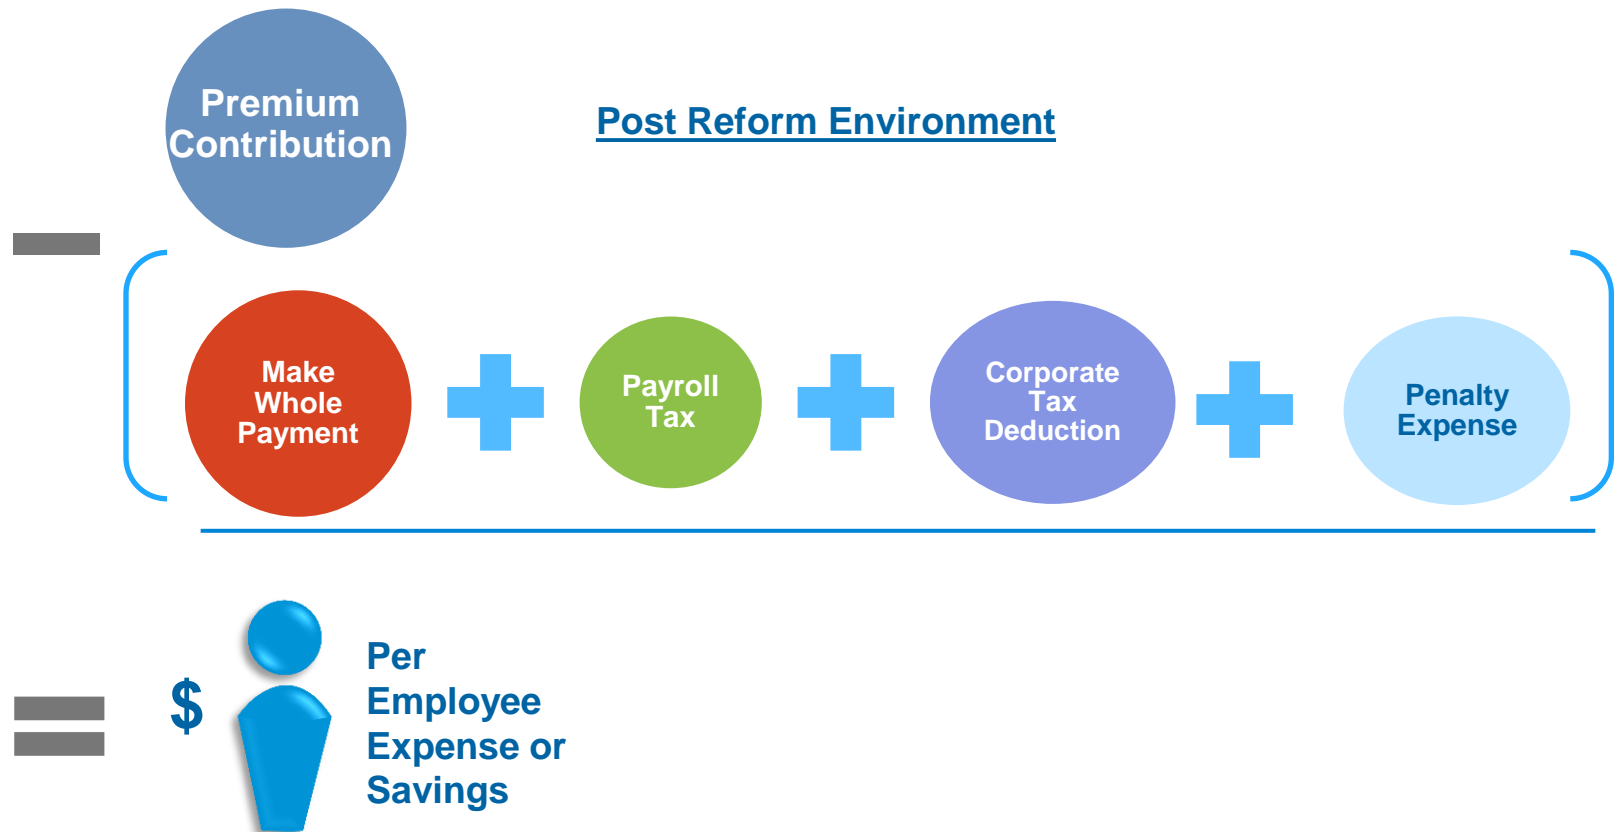 Premium
Contribution
Post Reform Environment
Make
Whole
Payment
Payroll
Tax
Corporate
Tax
Deduction
Penalty
Expense
$
Per
Employee
Expense or
Savings